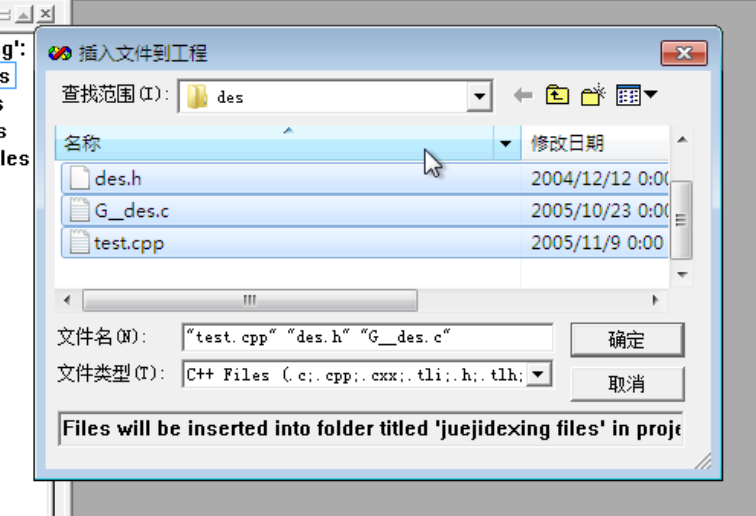 g':
s
s
s
les
插入文件到工程
查找范围(I):
des
名称
修改日期
des.h
2004/12/12 0:0
G__des.c
2005/10/23 0:0
test.cpp
2005/11/9 0:00
文件名(N):
"test.cpp" "des.h" "G__des.c"
确定
文件类型(T):
C++ Files (.c;.cpp;.cxx;.tli;.h;.tlh;
取消
Files will be inserted into folder titled 'juejidexing files' in proje